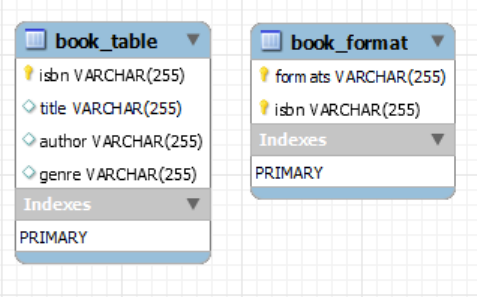 book_table
isbn VARCHAR(255)
title VARCHAR(255)
author VARCHAR(255)
genre VARCHAR(255)
Indexes
PRIMARY
book_format
formats VARCHAR(255)
isbn VARCHAR(255)
Indexes
PRIMARY